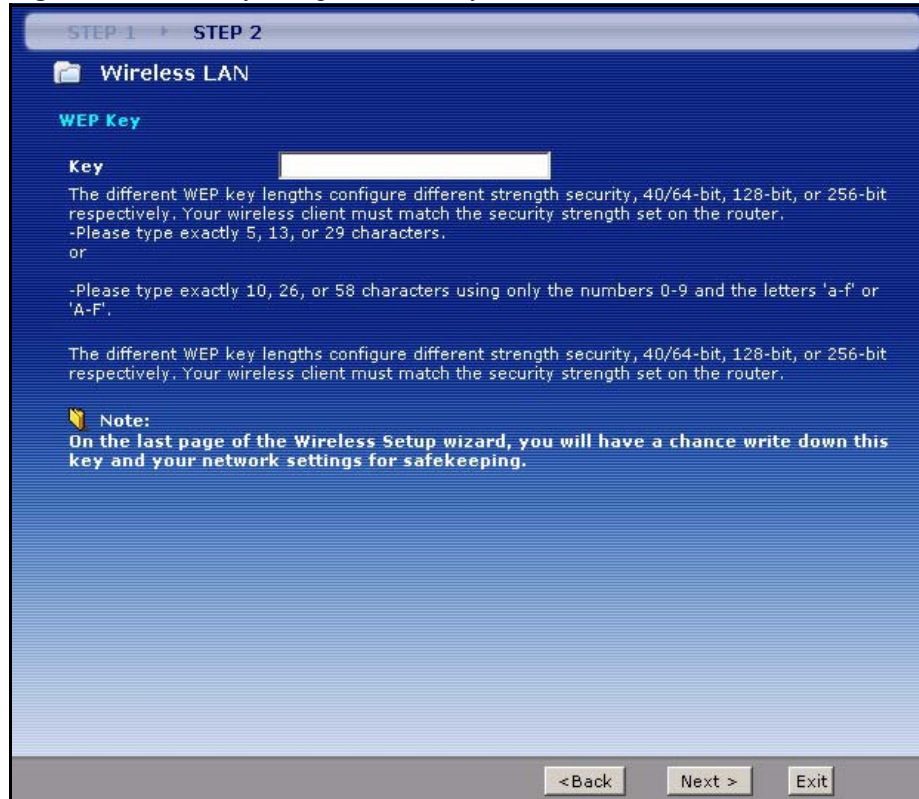 STEP 1 STEP 2
Wireless LAN
WEP Key
Key
The different WEP key lengths configure different strength security, 40/64-bit, 128-bit, or 256-bit
respectively. Your wireless client must match the security strength set on the router.
-Please type exactly 5, 13, or 29 characters.
or
-Please type exactly 10, 26, or 58 characters using only the numbers 0-9 and the letters 'a-f' or
'A-F'.
The different WEP key lengths configure different strength security, 40/64-bit, 128-bit, or 256-bit
respectively. Your wireless client must match the security strength set on the router.
Note:
On the last page of the Wireless Setup wizard, you will have a chance write down this
key and your network settings for safekeeping.
<Back Next > Exit